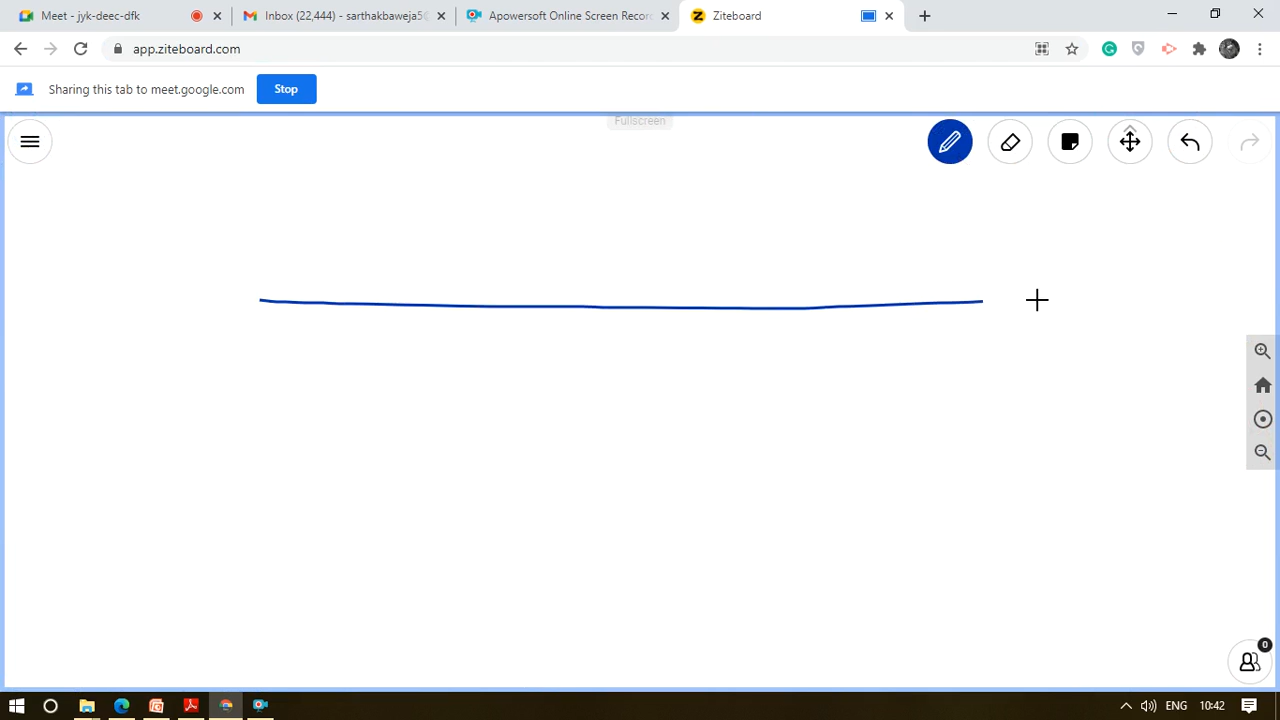 Meet - jyk-deec-dfk
Inbox (22,444) - sarthakbaweja5
Apowersoft Online Screen Record
Ziteboard
app.ziteboard.com
Sharing this tab to meet.google.com
Stop
Fullscreen
0
ENG
10:42